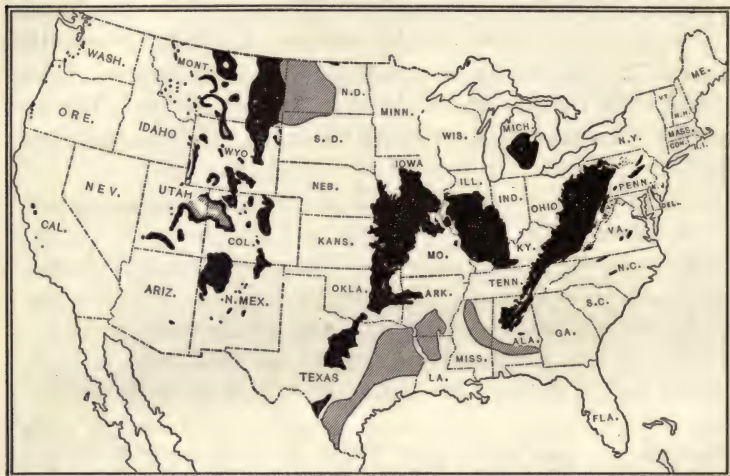 WASH.
MONT.
N.D.
MINN.
ME.
VT.
N.H.
MASS.
CON.
R.I.
N.Y.
ORE.
IDAHO
WYO.
S.D.
WIS.
MICH.
IOWA
NEB.
ILL.
IND.
OHIO
PENN.
DEL.
NEV.
UTAH
COL.
KANS.
MO.
KY.
VA.
CAL.
ARIZ.
N.MEX.
OKLA.
ARK.
TENN.
N.C.
S.C.
TEXAS
LA.
MISS.
ALA.
GA.
FLA.